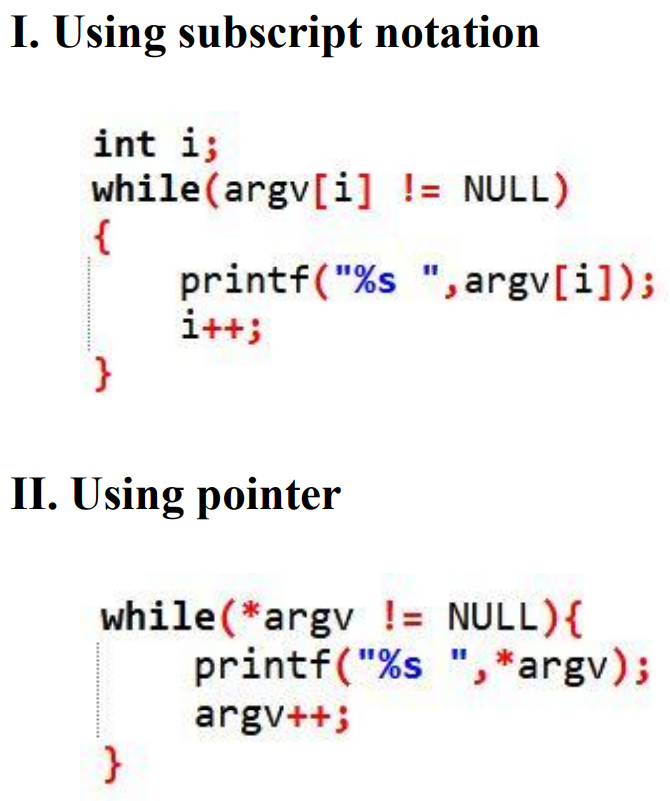 I. Using subscript notation
int i;
while(argv[i] != NULL)
{
printf("%s ",argv[i]);
i++;
}
II. Using pointer
while(*argv != NULL){
printf("%s ",*argv);
argv++;
}